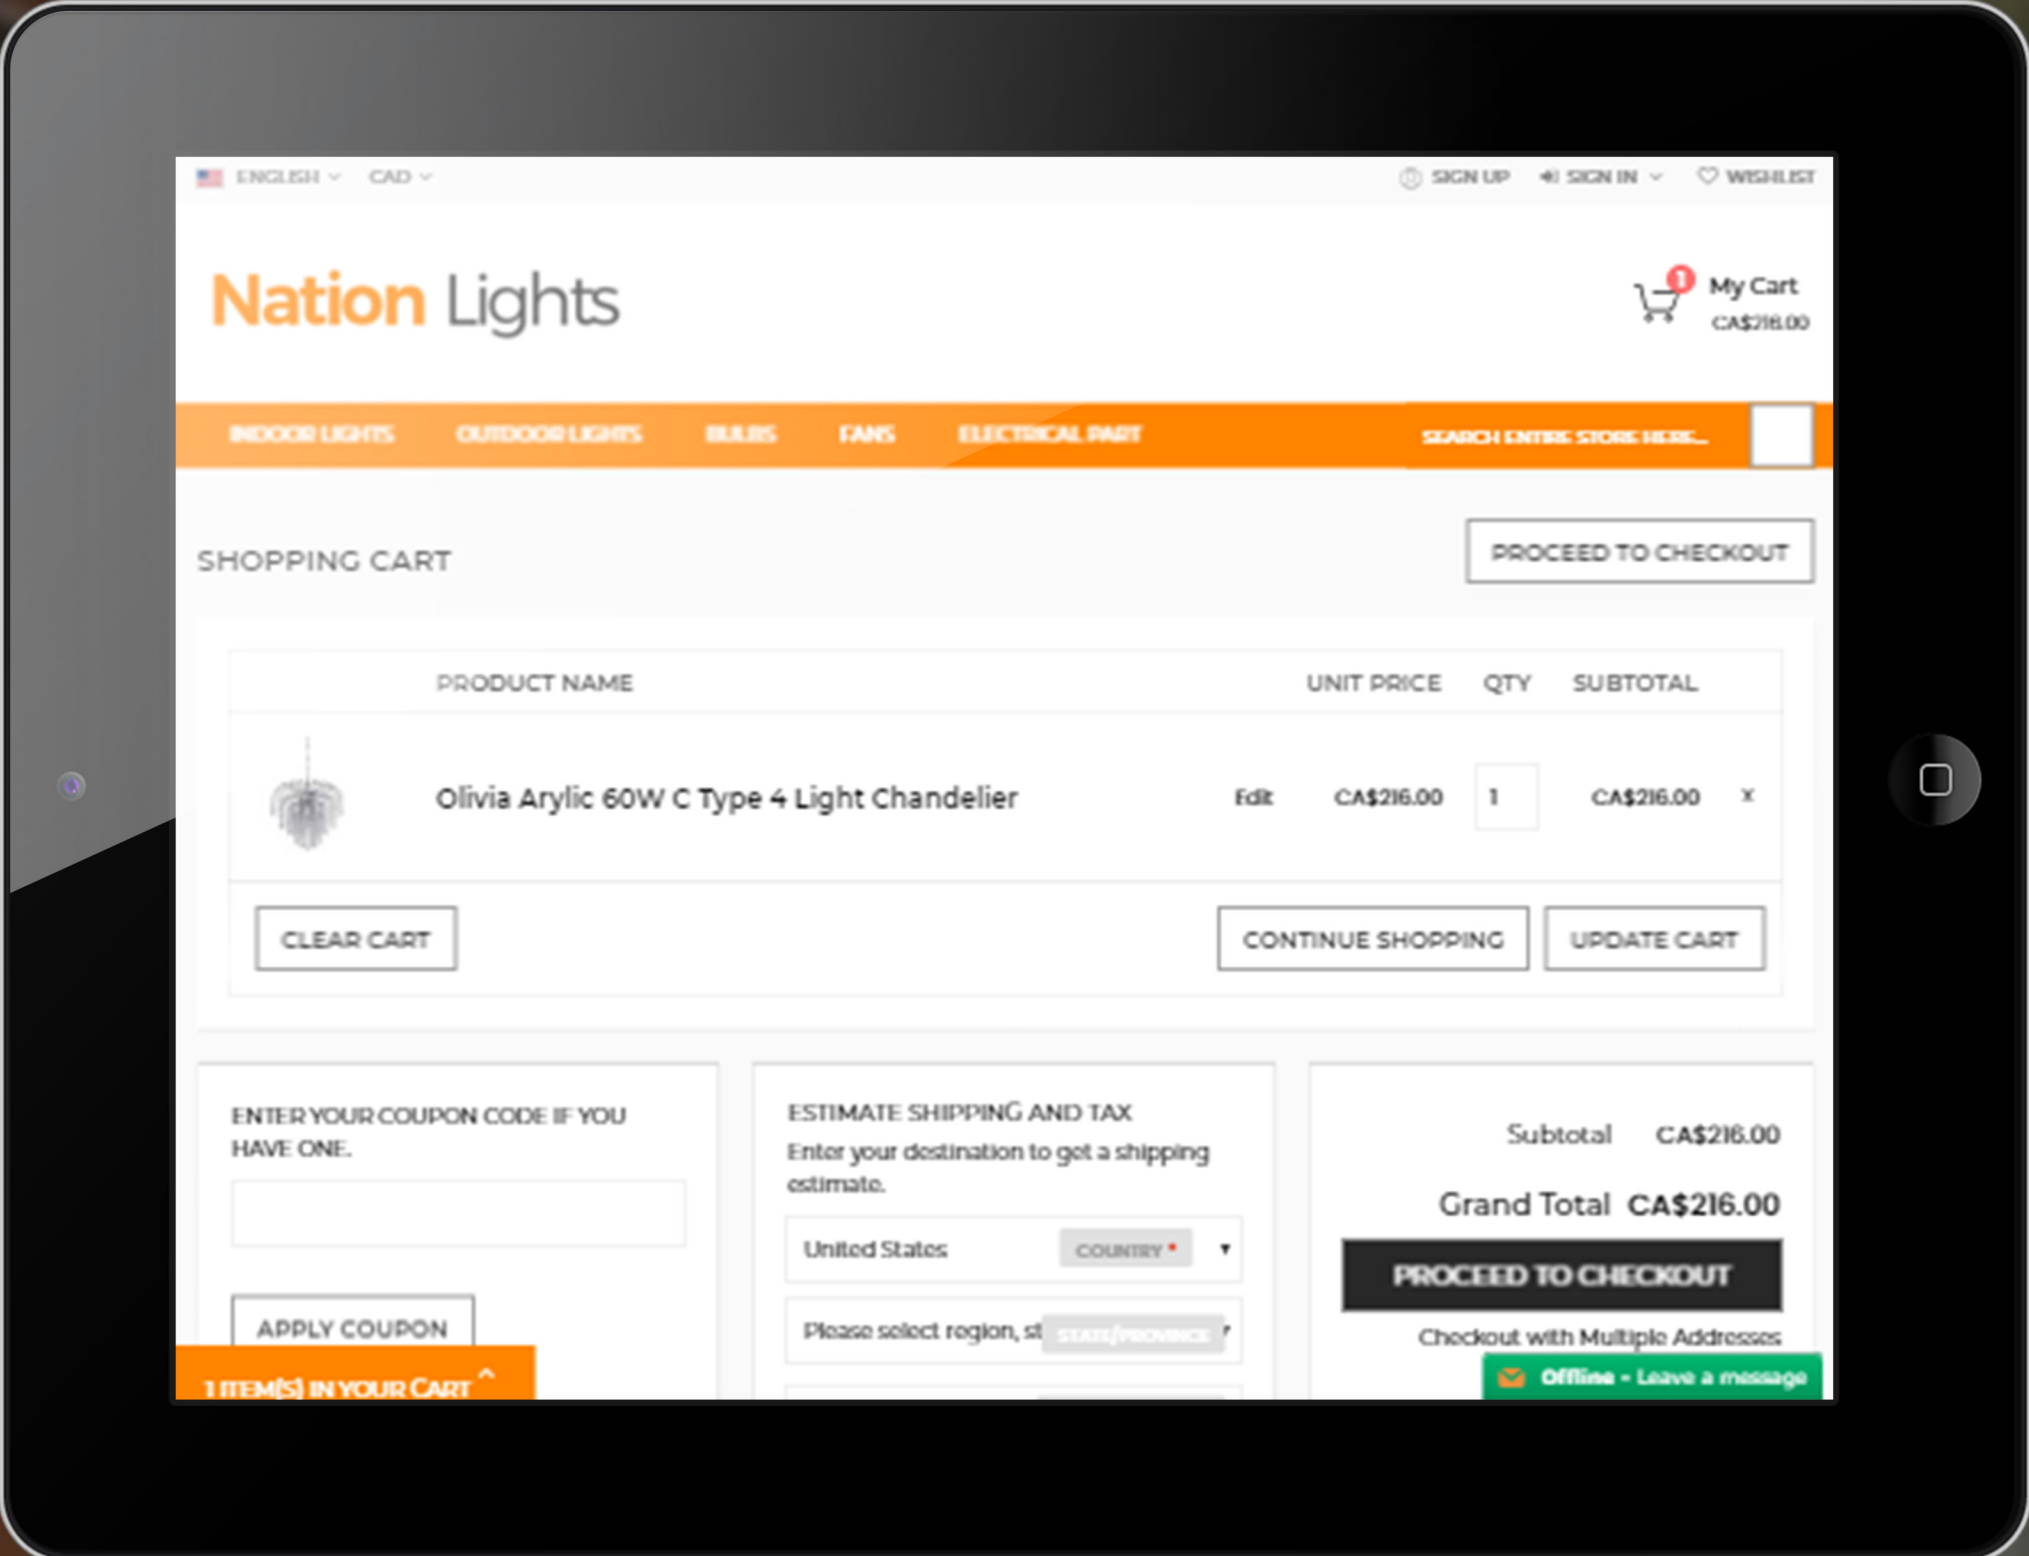 ENGLISH CAD SIGN UP SIGN IN WISHLIST
Nation Lights
1 My Cart
CA$216.00
INDOOR LIGHTS OUTDOOR LIGHTS BULBS FANS ELECTRICAL PART SEARCH ENTIRE STORE HERE...
SHOPPING CART PROCEED TO CHECKOUT
PRODUCT NAME UNIT PRICE QTY SUBTOTAL
Olivia Arylic 60W C Type 4 Light Chandelier Edit CA$216.00 1 CA$216.00 X
CLEAR CART CONTINUE SHOPPING UPDATE CART
ENTER YOUR COUPON CODE IF YOU
HAVE ONE.
APPLY COUPON
1 ITEM(S) IN YOUR CART
ESTIMATE SHIPPING AND TAX
Enter your destination to get a shipping
estimate.
United States COUNTRY *
Please select region, st STATE/PROVINCE
Subtotal CA$216.00
Grand Total CA$216.00
PROCEED TO CHECKOUT
Checkout with Multiple Addresses
Offline - Leave a message